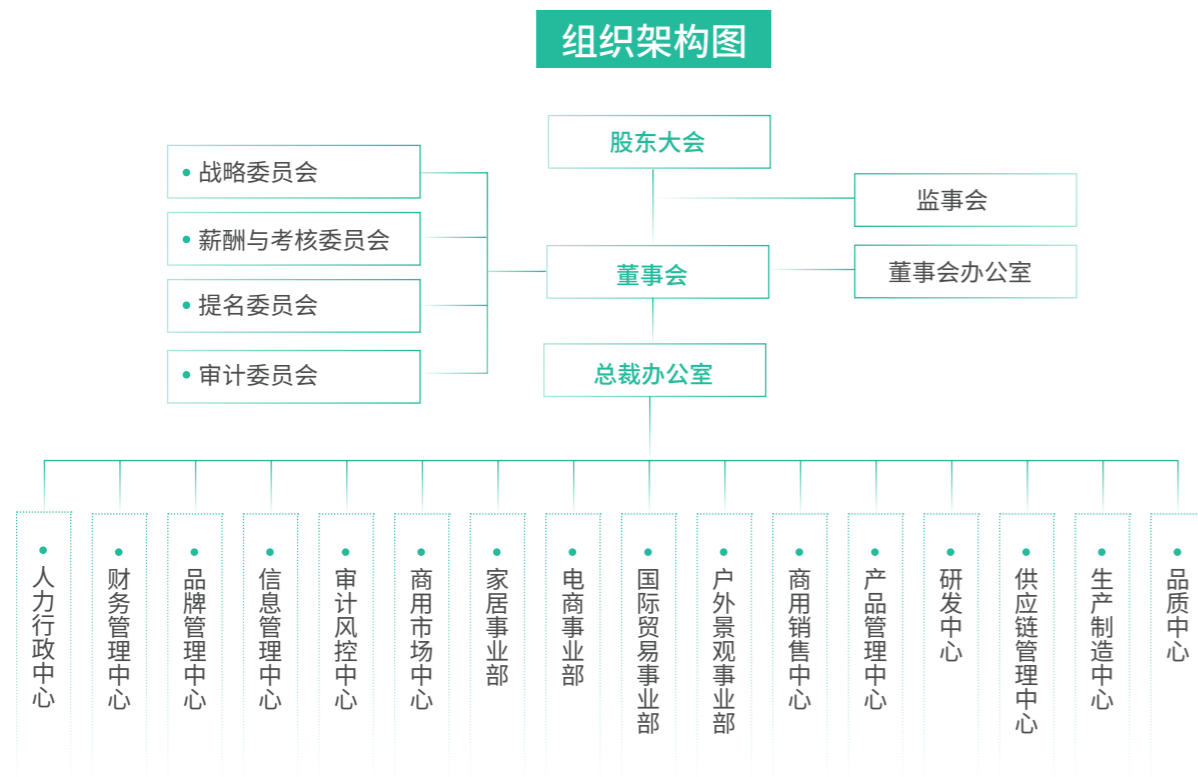 组织架构图
股东大会
战略委员会
监事会
薪酬与考核委员会
董事会
董事会办公室
提名委员会
审计委员会
总裁办公室
人力行政中心
财务管理中心
品牌管理中心
信息管理中心
审计风控中心
商用市场中心
家居事业部
电商事业部
国际贸易事业部
户外景观事业部
商用销售中心
产品管理中心
研发中心
供应链管理中心
生产制造中心
品质中心